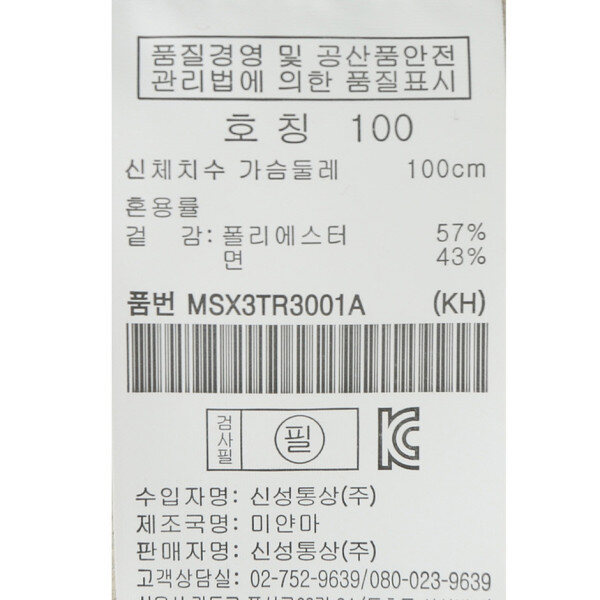 품질경영 및 공산품안전
관리법에 의한 품질표시
호 칭 100
신체치수 가슴둘레 100cm
혼용률
겉 감: 폴리에스터 57%
면 43%
품번 MSX3TR3001A (KH)
검사필 필 KC
수입자명: 신성통상(주)
제조국명: 미얀마
판매자명: 신성통상(주)
고객상담실: 02-752-9639/080-023-9639